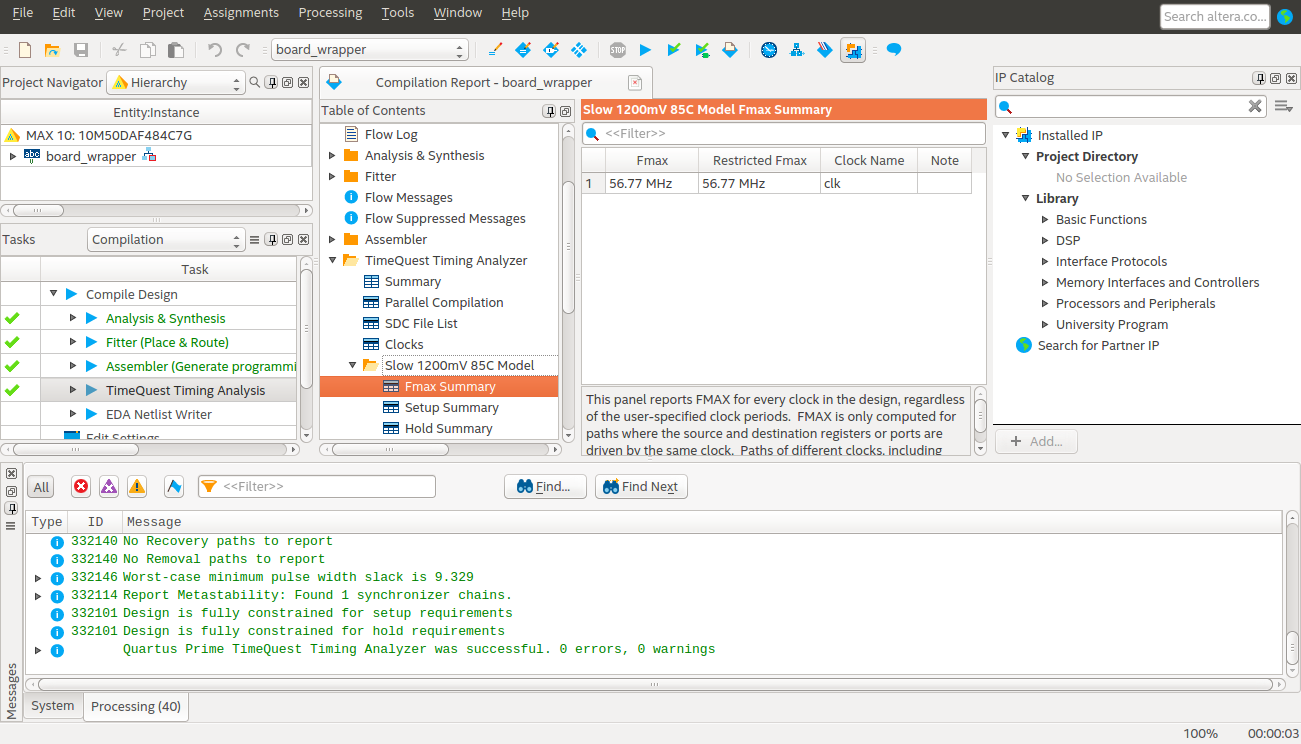 File Edit View Project Assignments Processing Tools Window Help
Search altera.co...
board_wrapper
STOP
Project Navigator
Hierarchy
Entity:Instance
MAX 10: 10M50DAF484C7G
abc board_wrapper
Tasks
Compilation
Task
Compile Design
Analysis & Synthesis
Fitter (Place & Route)
Assembler (Generate programmi
TimeQuest Timing Analysis
EDA Netlist Writer
Edit Settings
Compilation Report - board_wrapper
Table of Contents
Flow Log
Analysis & Synthesis
Fitter
Flow Messages
Flow Suppressed Messages
Assembler
TimeQuest Timing Analyzer
Summary
Parallel Compilation
SDC File List
Clocks
Slow 1200mV 85C Model
Fmax Summary
Setup Summary
Hold Summary
Slow 1200mV 85C Model Fmax Summary
<<Filter>>
Fmax Restricted Fmax Clock Name Note
1 56.77 MHz 56.77 MHz clk
This panel reports FMAX for every clock in the design, regardless
of the user-specified clock periods. FMAX is only computed for
paths where the source and destination registers or ports are
driven by the same clock. Paths of different clocks, including
IP Catalog
Installed IP
Project Directory
No Selection Available
Library
Basic Functions
DSP
Interface Protocols
Memory Interfaces and Controllers
Processors and Peripherals
University Program
Search for Partner IP
+ Add...
All
<<Filter>>
Find...
Find Next
Type ID Message
332140 No Recovery paths to report
332140 No Removal paths to report
332146 Worst-case minimum pulse width slack is 9.329
332114 Report Metastability: Found 1 synchronizer chains.
332101 Design is fully constrained for setup requirements
332101 Design is fully constrained for hold requirements
Quartus Prime TimeQuest Timing Analyzer was successful. 0 errors, 0 warnings
Messages
System
Processing (40)
100% 00:00:03